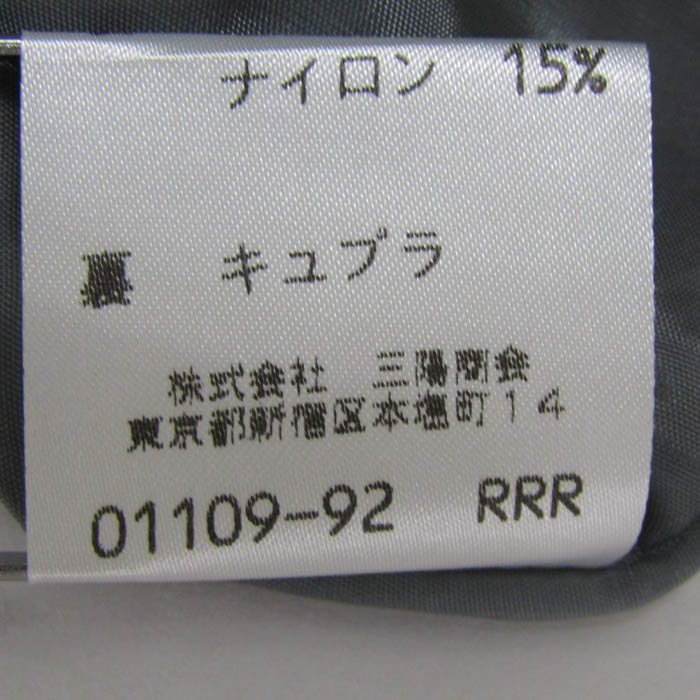 ナイロン 15%
裏 キュプラ
株式会社 三陽商会
東京都新宿区本塩町14
01109-92 RRR